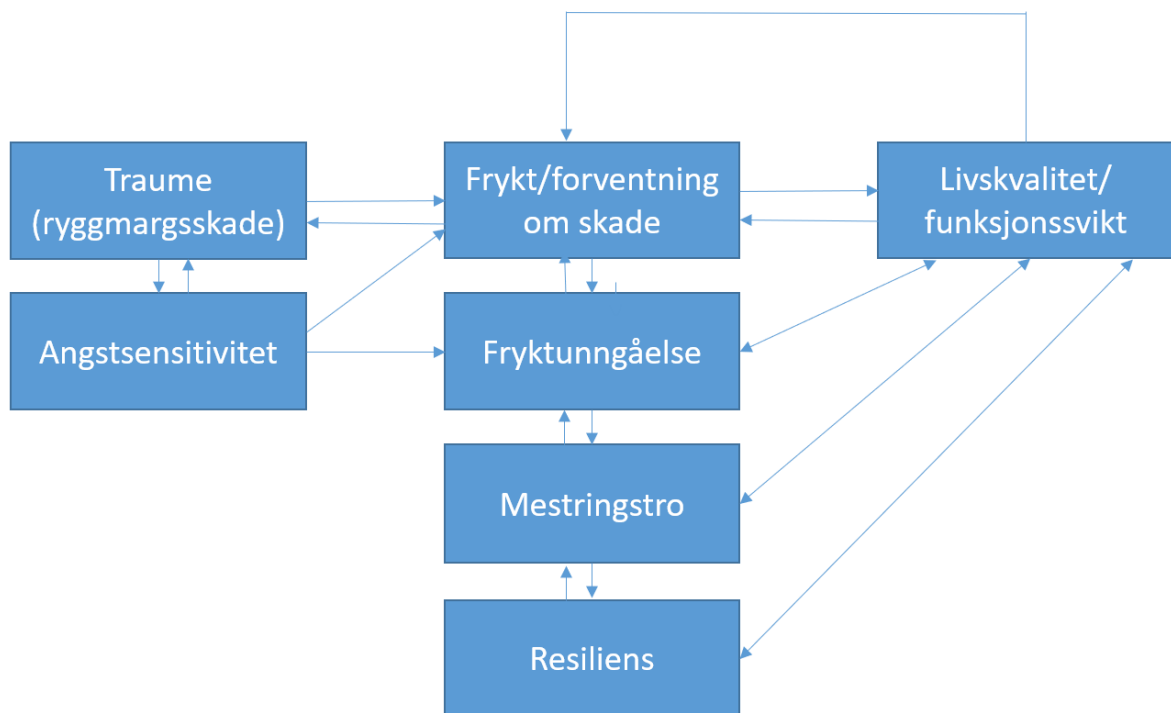 Traume
(ryggmargsskade)
Frykt/forventning
om skade
Livskvalitet/
funksjonssvikt
Angstsensitivitet
Fryktunngåelse
Mestringstro
Resiliens